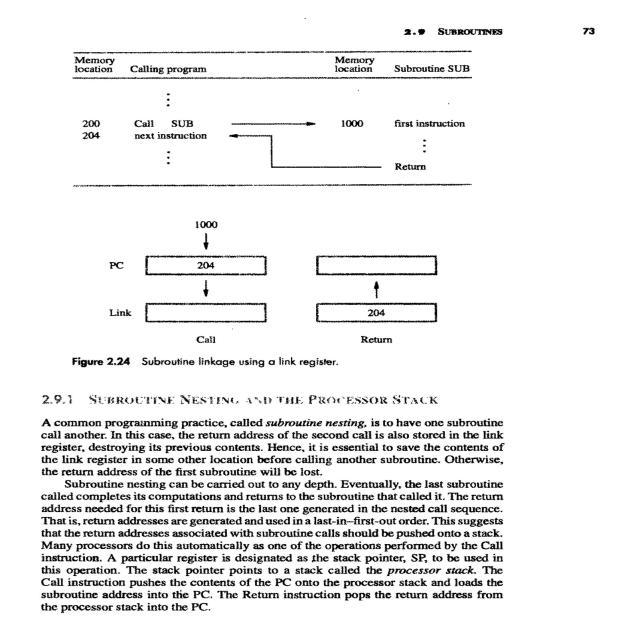 2.9 SUBROUTINES 73
Memory location Calling program Memory location Subroutine SUB
200 Call SUB 1000 first instruction
204 next instruction
Return
1000
PC 204
Link 204
Call Return
Figure 2.24 Subroutine linkage using a link register.
2.9.1 SUBROUTINE NESTING AND THE PROCESSOR STACK
A common programming practice, called subroutine nesting, is to have one subroutine
call another. In this case, the return address of the second call is also stored in the link
register, destroying its previous contents. Hence, it is essential to save the contents of
the link register in some other location before calling another subroutine. Otherwise,
the return address of the first subroutine will be lost.
Subroutine nesting can be carried out to any depth. Eventually, the last subroutine
called completes its computations and returns to the subroutine that called it. The return
address needed for this first return is the last one generated in the nested call sequence.
That is, return addresses are generated and used in a last-in–first-out order. This suggests
that the return addresses associated with subroutine calls should be pushed onto a stack.
Many processors do this automatically as one of the operations performed by the Call
instruction. A particular register is designated as the stack pointer, SP, to be used in
this operation. The stack pointer points to a stack called the processor stack. The
Call instruction pushes the contents of the PC onto the processor stack and loads the
subroutine address into the PC. The Return instruction pops the return address from
the processor stack into the PC.